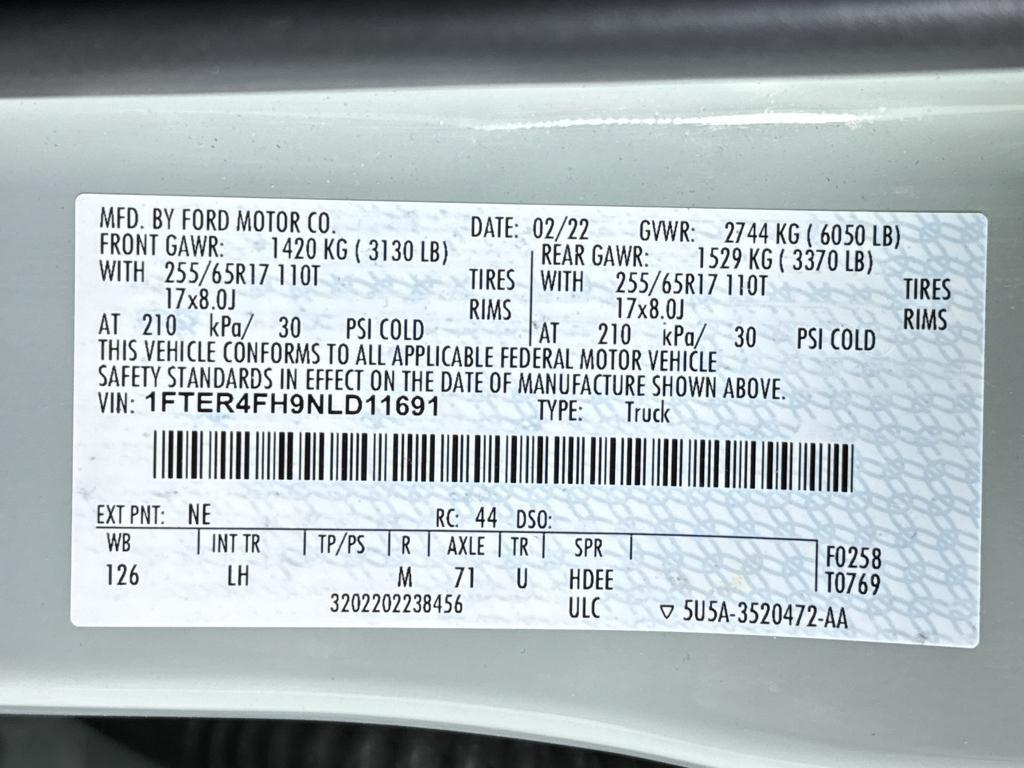 MFD. BY FORD MOTOR CO. DATE: 02/22 GVWR: 2744 KG ( 6050 LB)
FRONT GAWR: 1420 KG ( 3130 LB) REAR GAWR: 1529 KG ( 3370 LB)
WITH 255/65R17 110T TIRES WITH 255/65R17 110T TIRES
17x8.0J RIMS 17x8.0J RIMS
AT 210 kPa/ 30 PSI COLD AT 210 kPa/ 30 PSI COLD
THIS VEHICLE CONFORMS TO ALL APPLICABLE FEDERAL MOTOR VEHICLE
SAFETY STANDARDS IN EFFECT ON THE DATE OF MANUFACTURE SHOWN ABOVE.
VIN: 1FTER4FH9NLD11691 TYPE: Truck
EXT PNT: NE RC: 44 DSO:
WB INT TR TP/PS R AXLE TR SPR F0258
126 LH M 71 U HDEE T0769
3202202238456 ULC ▽ 5U5A-3520472-AA